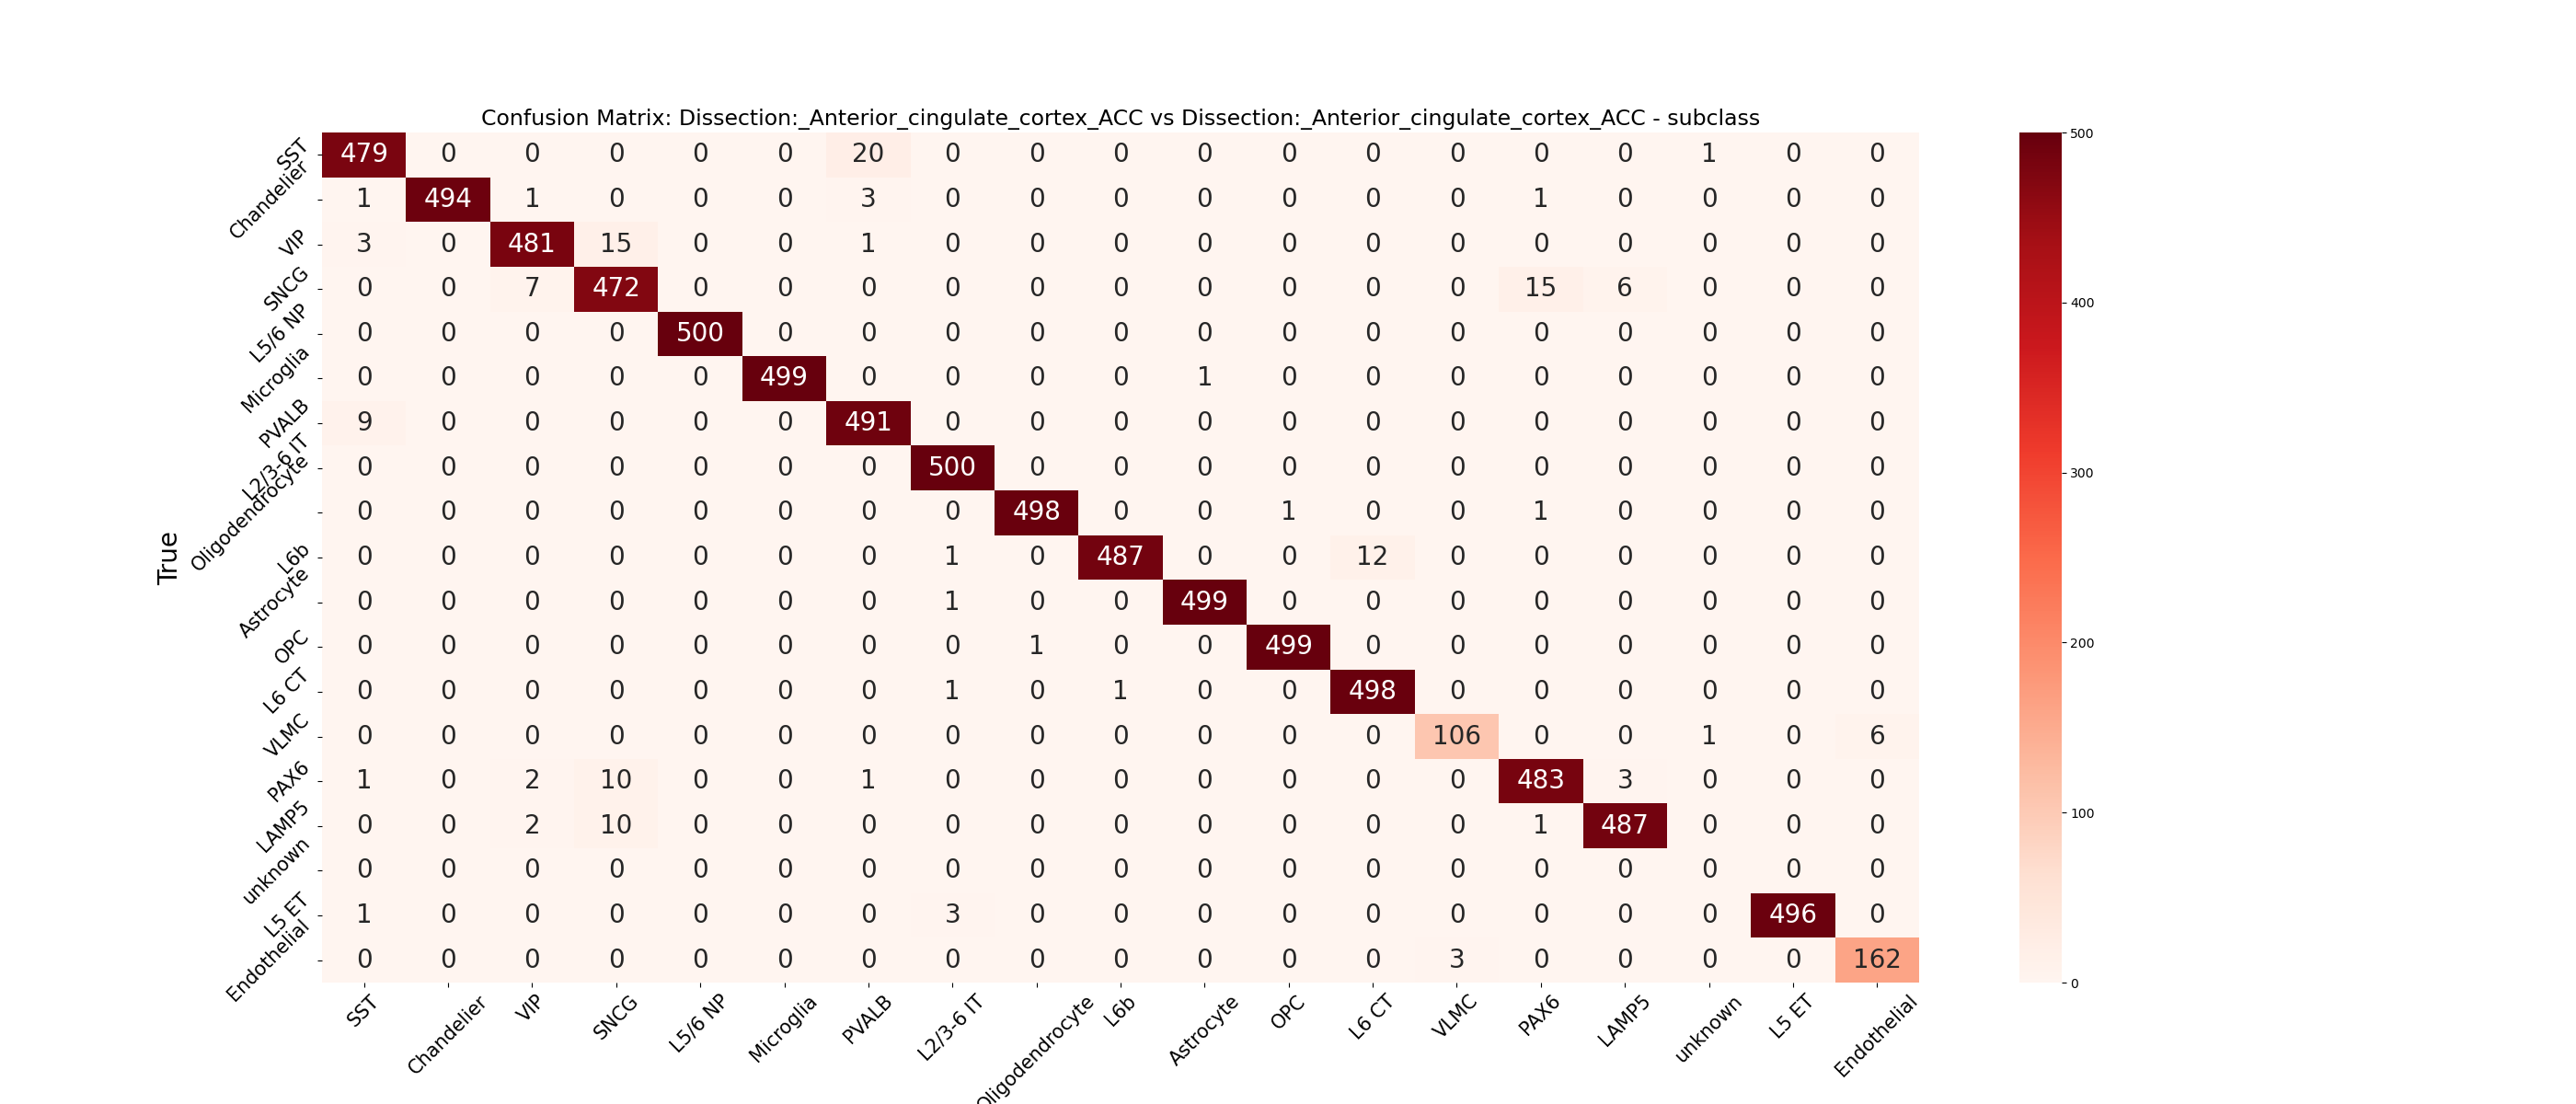 Confusion Matrix: Dissection:_Anterior_cingulate_cortex_ACC vs Dissection:_Anterior_cingulate_cortex_ACC - subclass
SST 479 0 0 0 0 0 20 0 0 0 0 0 0 0 0 0 1 0 0
Chandelier 1 494 1 0 0 0 3 0 0 0 0 0 0 0 1 0 0 0 0
VIP 3 0 481 15 0 0 1 0 0 0 0 0 0 0 0 0 0 0 0
SNCG 0 0 7 472 0 0 0 0 0 0 0 0 0 0 15 6 0 0 0
L5/6 NP 0 0 0 0 500 0 0 0 0 0 0 0 0 0 0 0 0 0 0
Microglia 0 0 0 0 0 499 0 0 0 0 1 0 0 0 0 0 0 0 0
PVALB 9 0 0 0 0 0 491 0 0 0 0 0 0 0 0 0 0 0 0
L2/3-6 IT 0 0 0 0 0 0 0 500 0 0 0 0 0 0 0 0 0 0 0
Oligodendrocyte 0 0 0 0 0 0 0 0 498 0 0 1 0 0 1 0 0 0 0
L6b 0 0 0 0 0 0 0 1 0 487 0 0 12 0 0 0 0 0 0
Astrocyte 0 0 0 0 0 0 0 1 0 0 499 0 0 0 0 0 0 0 0
OPC 0 0 0 0 0 0 0 0 1 0 0 499 0 0 0 0 0 0 0
L6 CT 0 0 0 0 0 0 0 1 0 1 0 0 498 0 0 0 0 0 0
VLMC 0 0 0 0 0 0 0 0 0 0 0 0 0 106 0 0 1 0 6
PAX6 1 0 2 10 0 0 1 0 0 0 0 0 0 0 483 3 0 0 0
LAMP5 0 0 2 10 0 0 0 0 0 0 0 0 0 0 1 487 0 0 0
unknown 0 0 0 0 0 0 0 0 0 0 0 0 0 0 0 0 0 0 0
L5 ET 1 0 0 0 0 0 0 3 0 0 0 0 0 0 0 0 0 496 0
Endothelial 0 0 0 0 0 0 0 0 0 0 0 0 0 3 0 0 0 0 162
True
SST Chandelier VIP SNCG L5/6 NP Microglia PVALB L2/3-6 IT Oligodendrocyte L6b Astrocyte OPC L6 CT VLMC PAX6 LAMP5 unknown L5 ET Endothelial
500
400
300
200
100
0